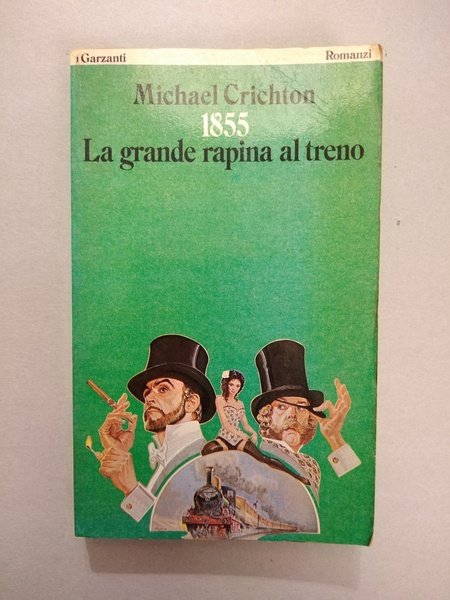 i Garzanti
Romanzi
Michael Crichton
1855
La grande rapina al treno